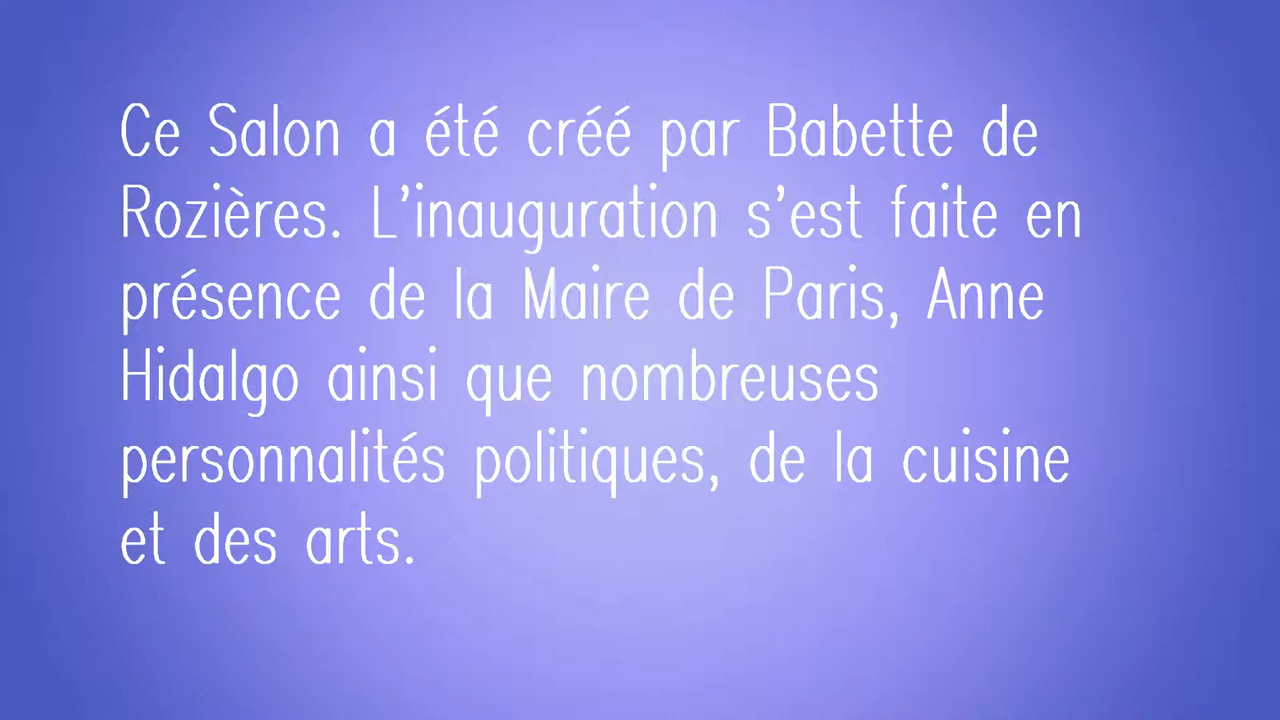 Ce Salon a été créé par Babette de
Rozières. L'inauguration s'est faite en
présence de la Maire de Paris, Anne
Hidalgo ainsi que nombreuses
personnalités politiques, de la cuisine
et des arts.